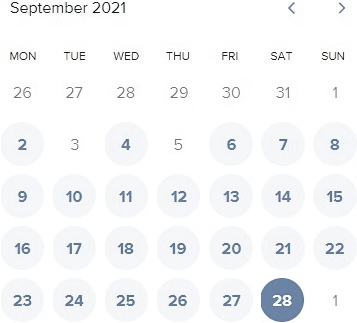 September 2021
MON TUE WED THU FRI SAT SUN
26 27 28 29 30 31 1
2 3 4 5 6 7 8
9 10 11 12 13 14 15
16 17 18 19 20 21 22
23 24 25 26 27 28 1